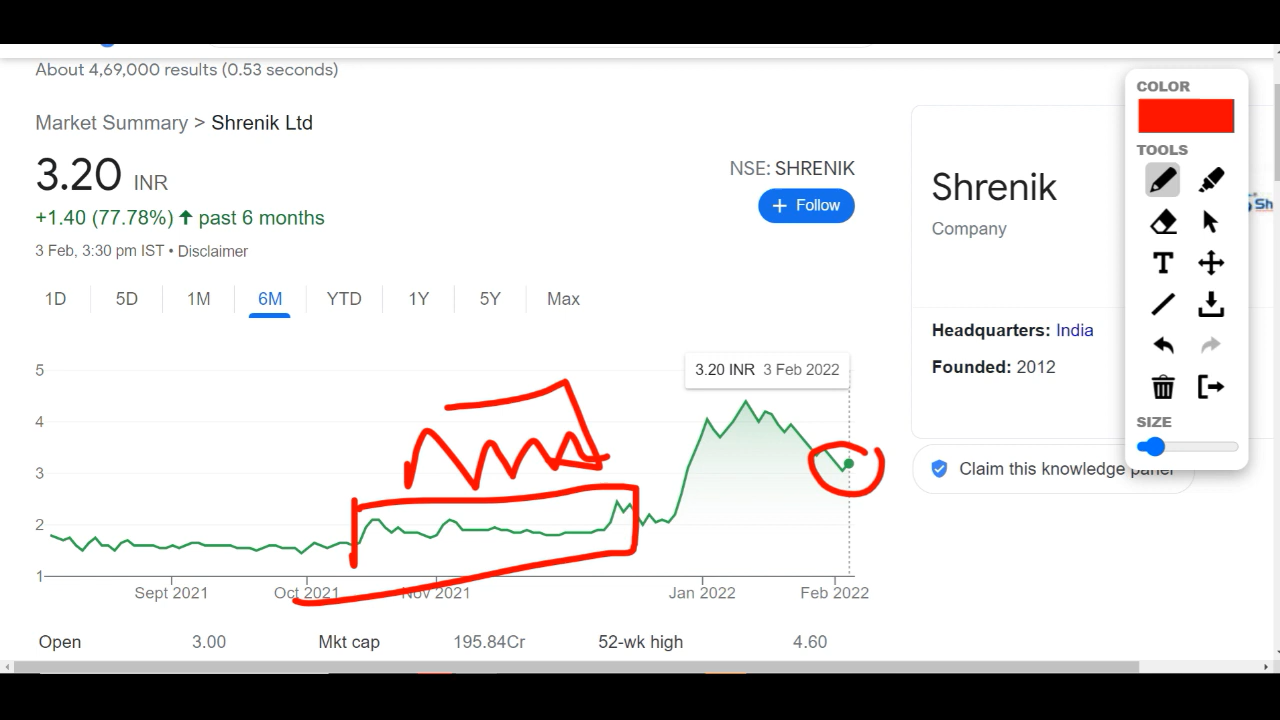 About 4,69,000 results (0.53 seconds)
Market Summary > Shrenik Ltd
3.20 INR
+1.40 (77.78%) ↑ past 6 months
3 Feb, 3:30 pm IST • Disclaimer
NSE: SHRENIK
+ Follow
1D 5D 1M 6M YTD 1Y 5Y Max
3.20 INR 3 Feb 2022
5
4
3
2
1
Sept 2021 Oct 2021 Nov 2021 Jan 2022 Feb 2022
Open 3.00 Mkt cap 195.84Cr 52-wk high 4.60
Shrenik
Company
Headquarters: India
Founded: 2012
Claim this knowledge panel
COLOR
TOOLS
T
SIZE
Sh